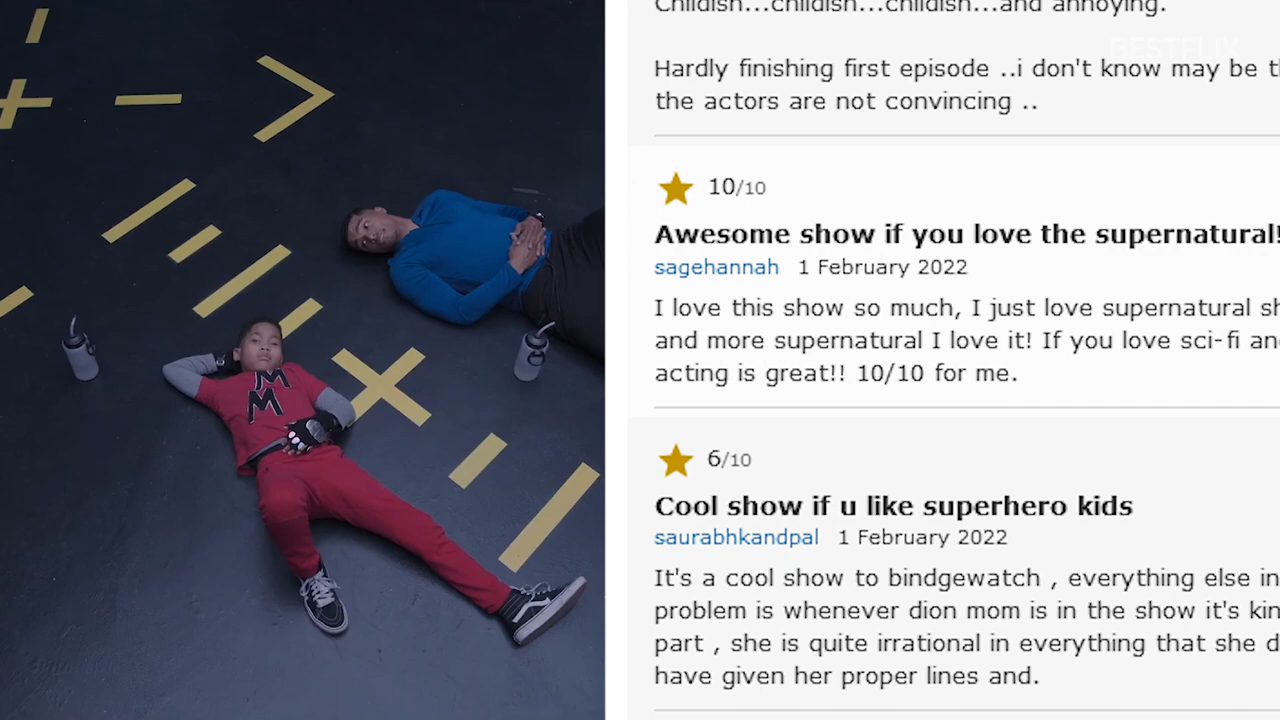 Childish...childish...childish...and annoying.
BESTFLIX
Hardly finishing first episode ..i don't know may be
the actors are not convincing ..
10/10
Awesome show if you love the supernatural!
sagehannah 1 February 2022
I love this show so much, I just love supernatural
and more supernatural I love it! If you love sci-fi
acting is great!! 10/10 for me.
6/10
Cool show if u like superhero kids
saurabhkandpal 1 February 2022
It's a cool show to bindgewatch , everything else in
problem is whenever dion mom is in the show it's
part , she is quite irrational in everything that she
have given her proper lines and.
M
M